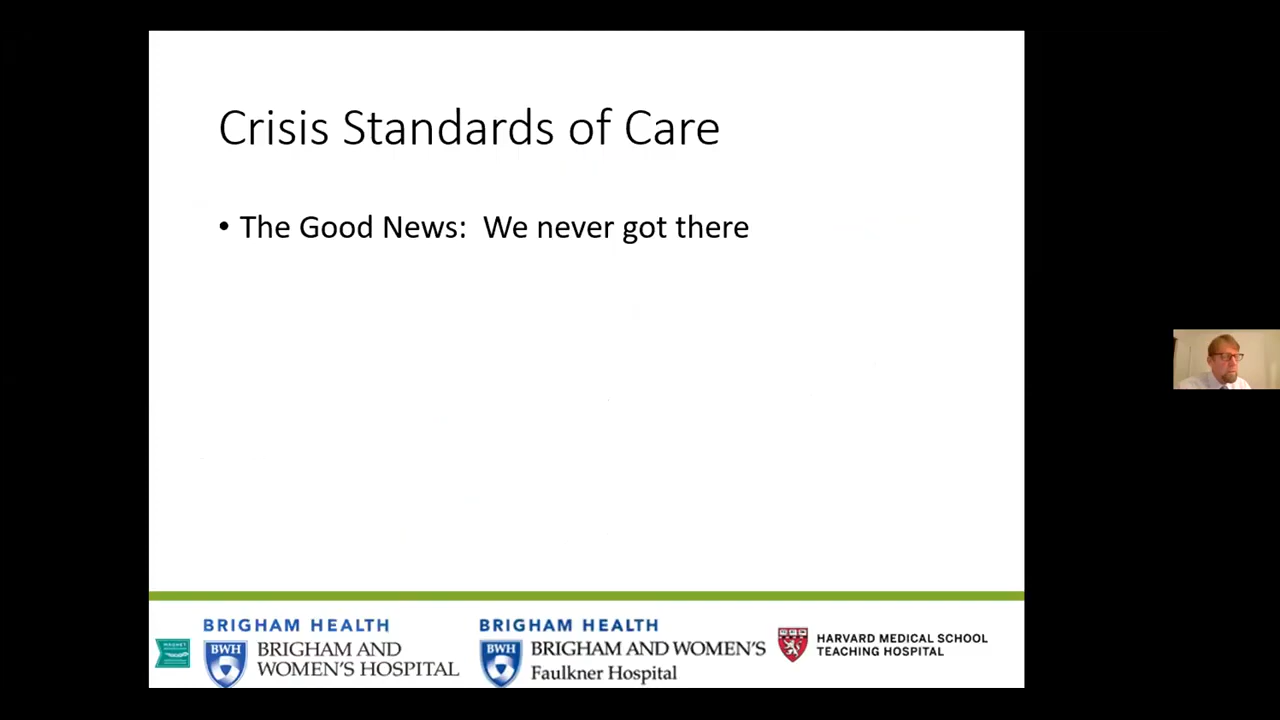 Crisis Standards of Care
• The Good News:  We never got there
BRIGHAM HEALTH
BWH
BRIGHAM AND
WOMEN'S HOSPITAL
BRIGHAM HEALTH
BWH
BRIGHAM AND WOMEN'S
Faulkner Hospital
HARVARD MEDICAL SCHOOL
TEACHING HOSPITAL